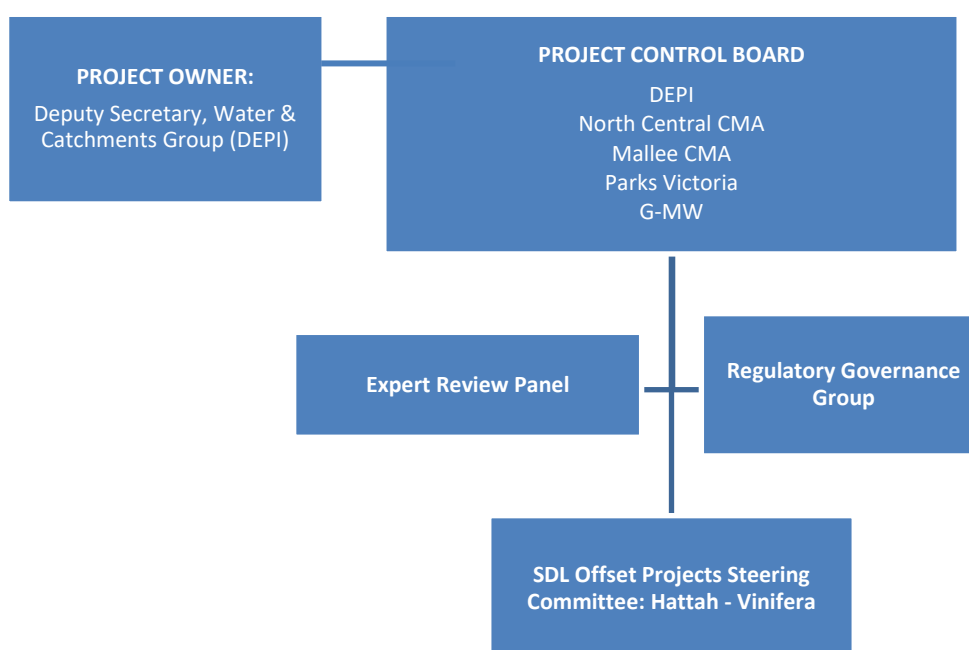 PROJECT OWNER:
Deputy Secretary, Water &
Catchments Group (DEPI)
PROJECT CONTROL BOARD
DEPI
North Central CMA
Mallee CMA
Parks Victoria
G-MW
Expert Review Panel
Regulatory Governance
Group
SDL Offset Projects Steering
Committee: Hattah - Vinifera